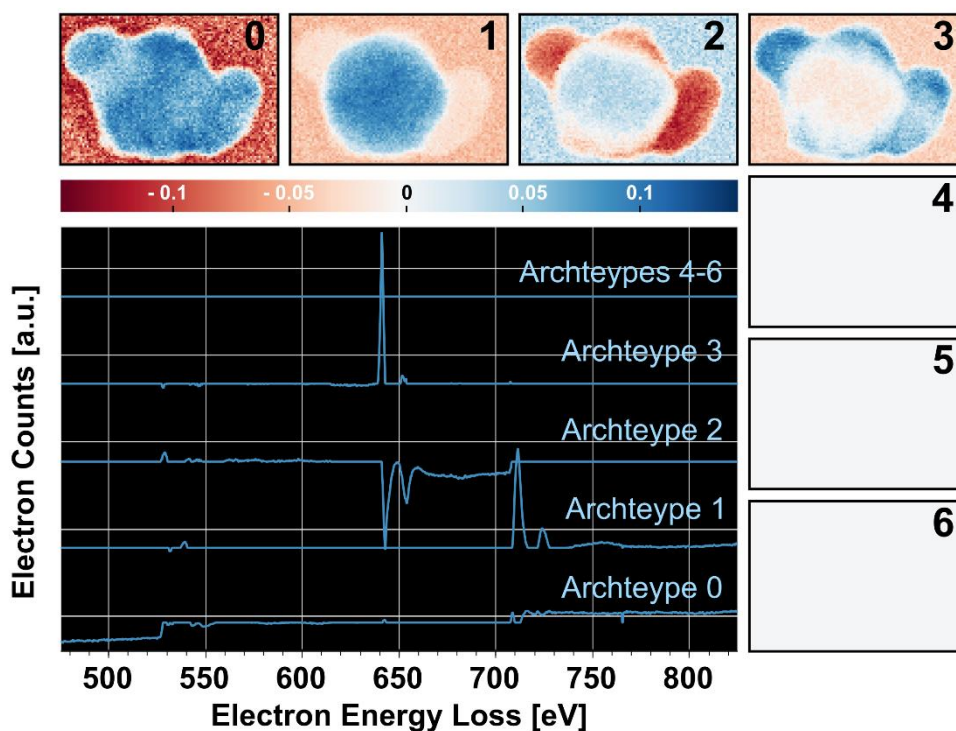 0
1
2
3
- 0.1
- 0.05
0
0.05
0.1
4
5
6
Electron Counts [a.u.]
Archteypes 4-6
Archteype 3
Archteype 2
Archteype 1
Archteype 0
500 550 600 650 700 750 800
Electron Energy Loss [eV]